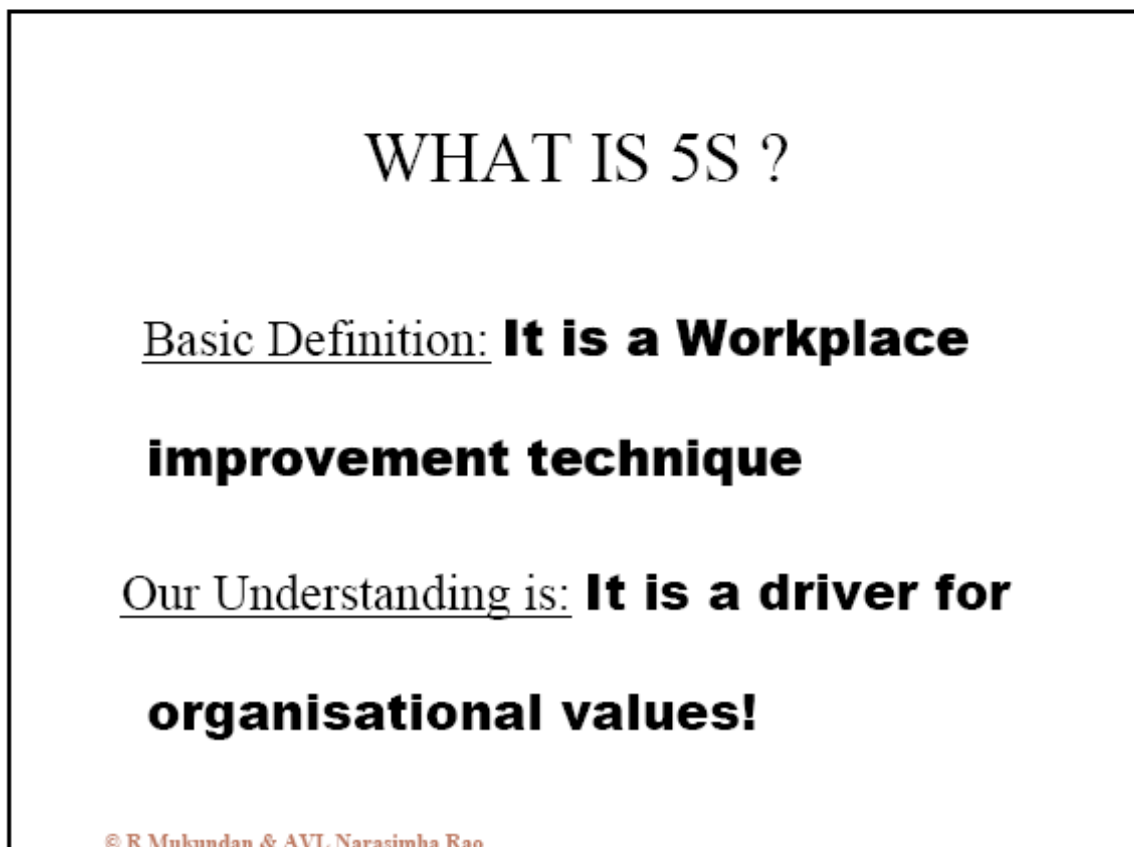 WHAT IS 5S ?
Basic Definition: It is a Workplace
improvement technique
Our Understanding is: It is a driver for
organisational values!
© R Mukundan & AVL Narasimha Rao